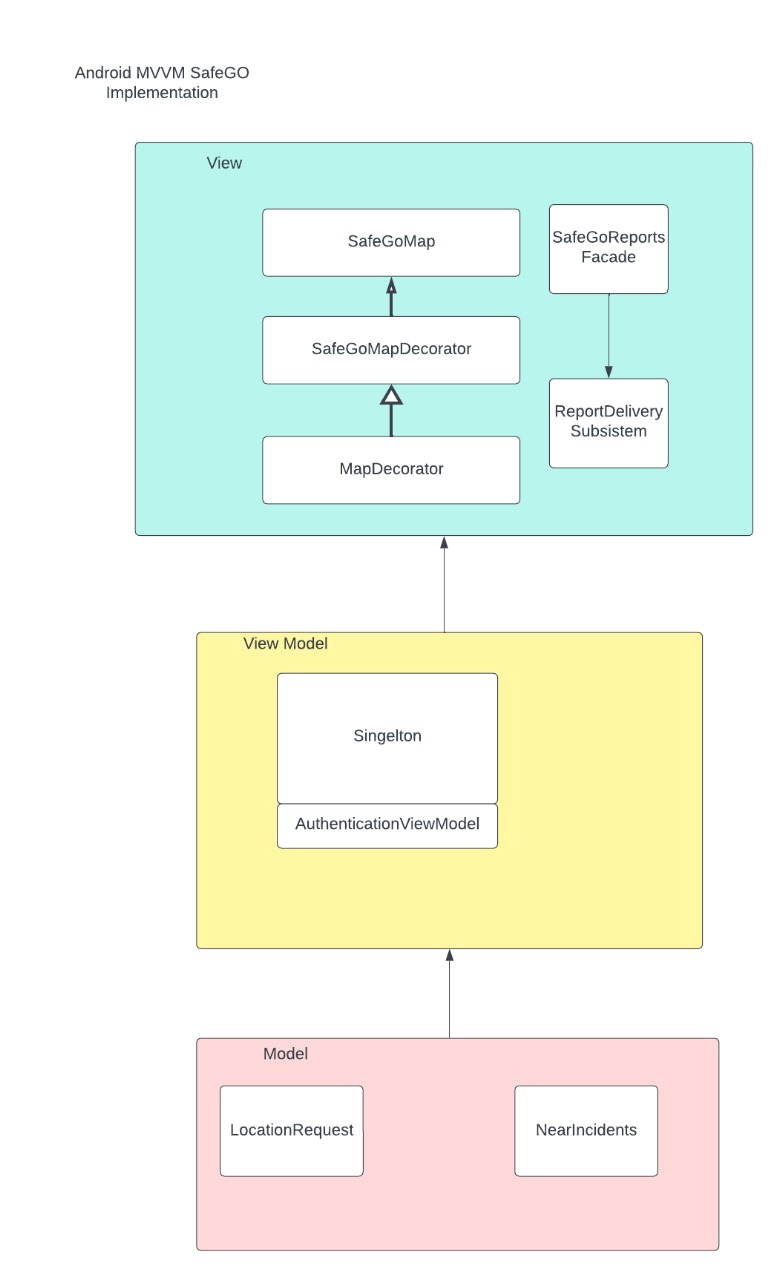 Android MVVM SafeGO
Implementation
View
SafeGoMap
SafeGoReports
Facade
SafeGoMapDecorator
ReportDelivery
Subsistem
MapDecorator
View Model
Singelton
AuthenticationViewModel
Model
LocationRequest
NearIncidents